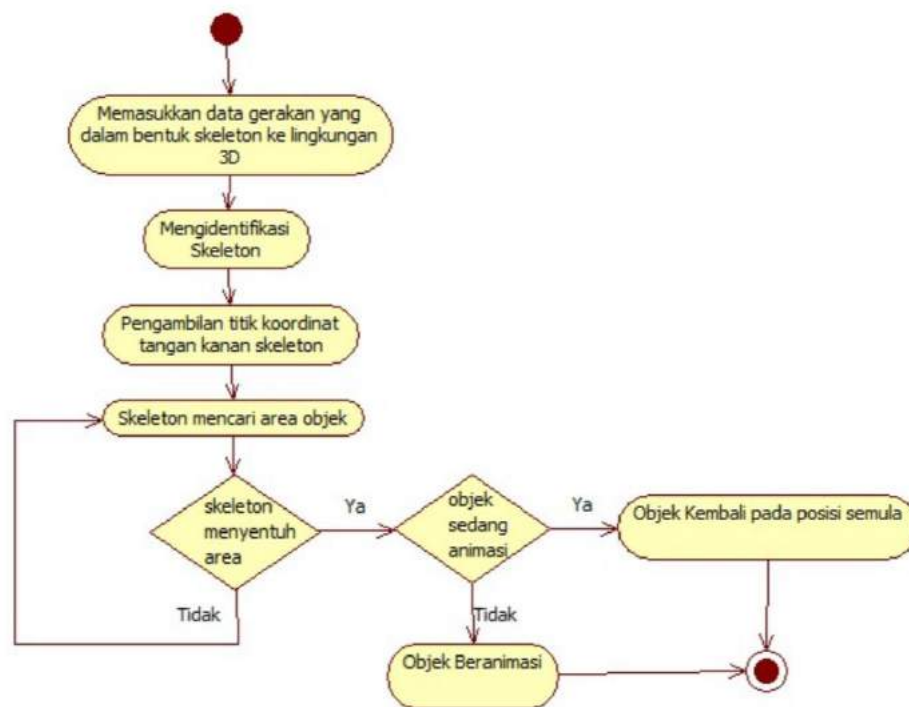 Memasukkan data gerakan yang
dalam bentuk skeleton ke lingkungan
3D
Mengidentifikasi
Skeleton
Pengambilan titik koordinat
tangan kanan skeleton
Skeleton mencari area objek
skeleton
menyentuh
area
Ya
Tidak
objek
sedang
animasi
Ya
Tidak
Objek Kembali pada posisi semula
Objek Beranimasi